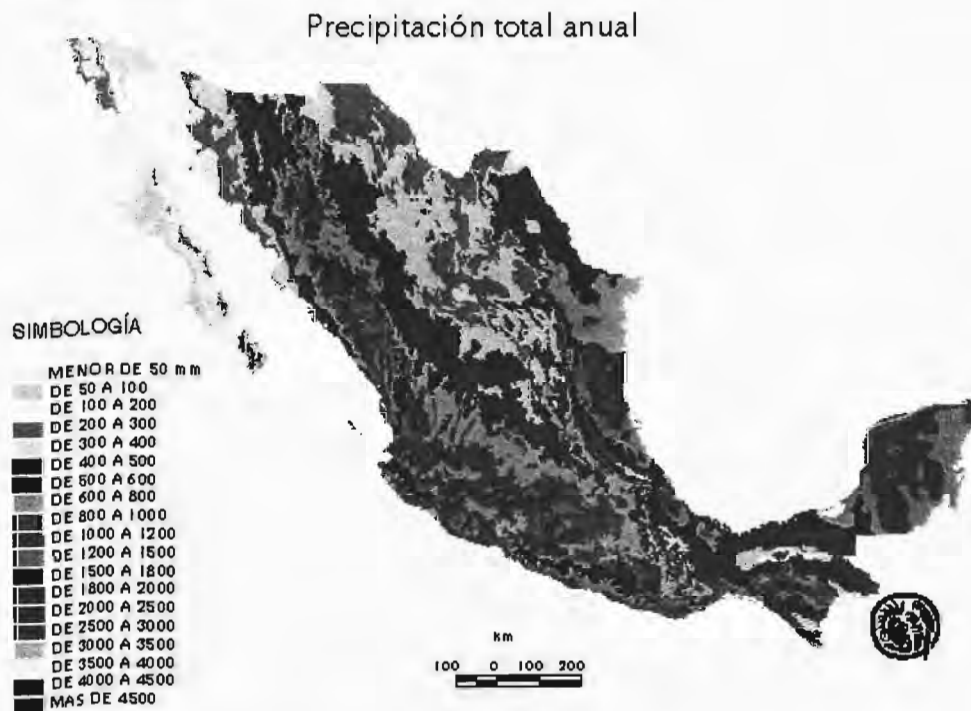 Precipitación total anual
SIMBOLOGÍA
MENOR DE 50 mm
DE 50 A 100
DE 100 A 200
DE 200 A 300
DE 300 A 400
DE 400 A 500
DE 500 A 600
DE 600 A 800
DE 800 A 1000
DE 1000 A 1200
DE 1200 A 1500
DE 1500 A 1800
DE 1800 A 2000
DE 2000 A 2500
DE 2500 A 3000
DE 3000 A 3500
DE 3500 A 4000
DE 4000 A 4500
MAS DE 4500
km
100 0 100 200